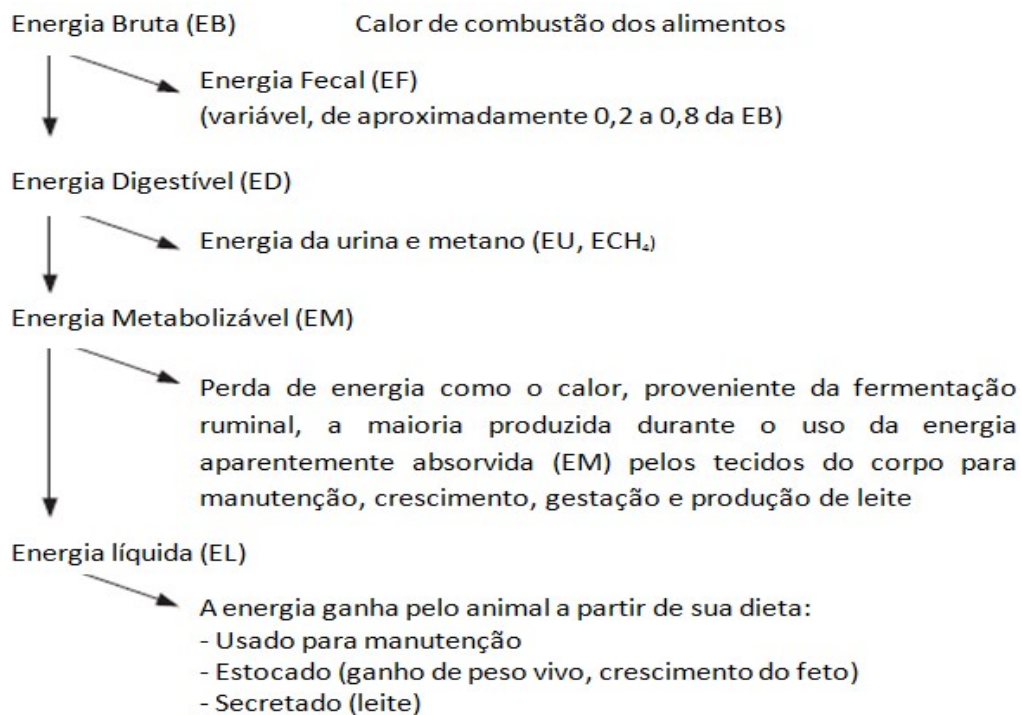 Energia Bruta (EB) Calor de combustão dos alimentos
Energia Fecal (EF)
(variável, de aproximadamente 0,2 a 0,8 da EB)
Energia Digestível (ED)
Energia da urina e metano (EU, ECH₄)
Energia Metabolizável (EM)
Perda de energia como o calor, proveniente da fermentação
ruminal, a maioria produzida durante o uso da energia
aparentemente absorvida (EM) pelos tecidos do corpo para
manutenção, crescimento, gestação e produção de leite
Energia líquida (EL)
A energia ganha pelo animal a partir de sua dieta:
- Usado para manutenção
- Estocado (ganho de peso vivo, crescimento do feto)
- Secretado (leite)